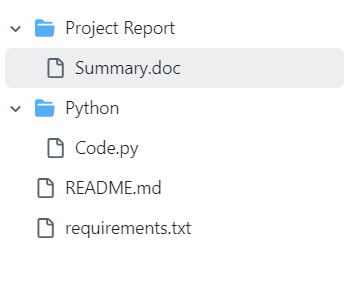 Project Report
Summary.doc
Python
Code.py
README.md
requirements.txt